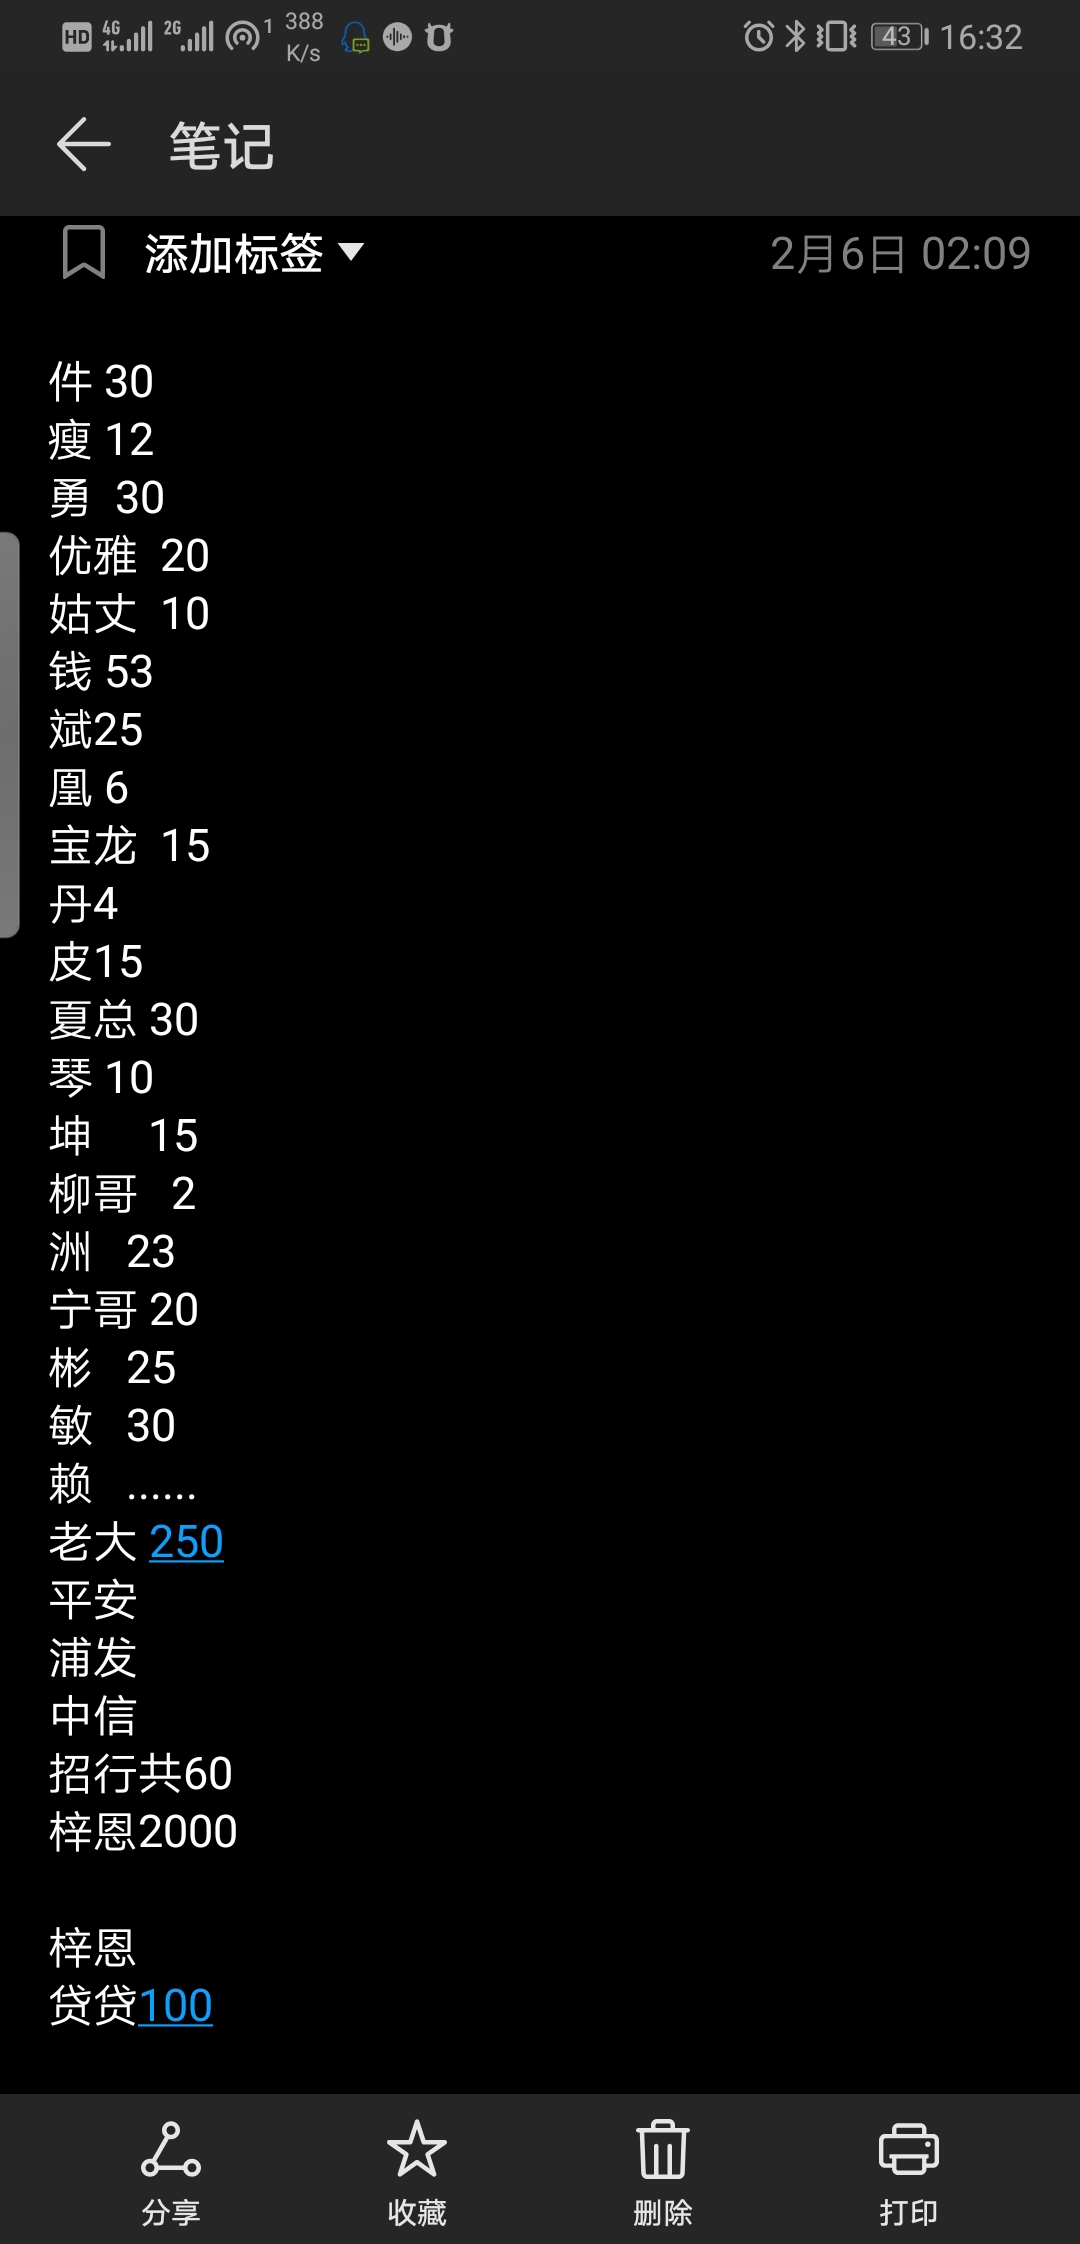 HD 4G 2G 1 388 K/s 43 16:32
笔记
添加标签 2月6日 02:09
件 30
瘦 12
勇 30
优雅 20
姑丈 10
钱 53
斌25
凰 6
宝龙 15
丹4
皮15
夏总 30
琴 10
坤 15
柳哥 2
洲 23
宁哥 20
彬 25
敏 30
赖 ......
老大 250
平安
浦发
中信
招行共60
梓恩2000
梓恩
贷贷100
分享 收藏 删除 打印